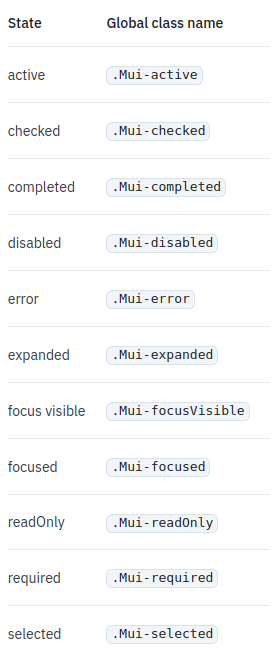 State Global class name
active .Mui-active
checked .Mui-checked
completed .Mui-completed
disabled .Mui-disabled
error .Mui-error
expanded .Mui-expanded
focus visible .Mui-focusVisible
focused .Mui-focused
readOnly .Mui-readOnly
required .Mui-required
selected .Mui-selected